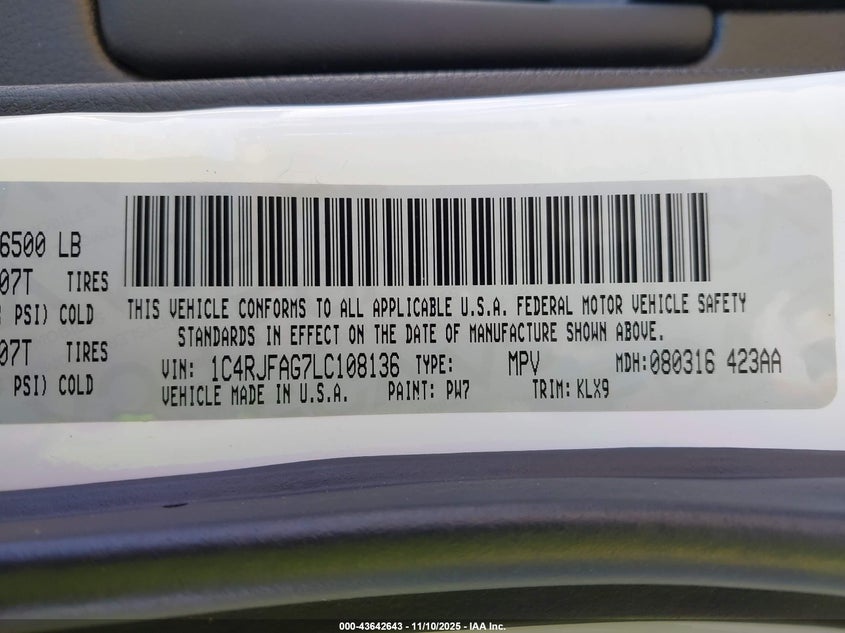 6500 LB
07T TIRES
PSI) COLD
07T TIRES
PSI) COLD
THIS VEHICLE CONFORMS TO ALL APPLICABLE U.S.A. FEDERAL MOTOR VEHICLE SAFETY
STANDARDS IN EFFECT ON THE DATE OF MANUFACTURE SHOWN ABOVE.
VIN: 1C4RJFAG7LC108136 TYPE: MPV MDH:080316 423AA
VEHICLE MADE IN U.S.A. PAINT: PW7 TRIM: KLX9
000-43642643 - 11/10/2025 - IAA Inc.